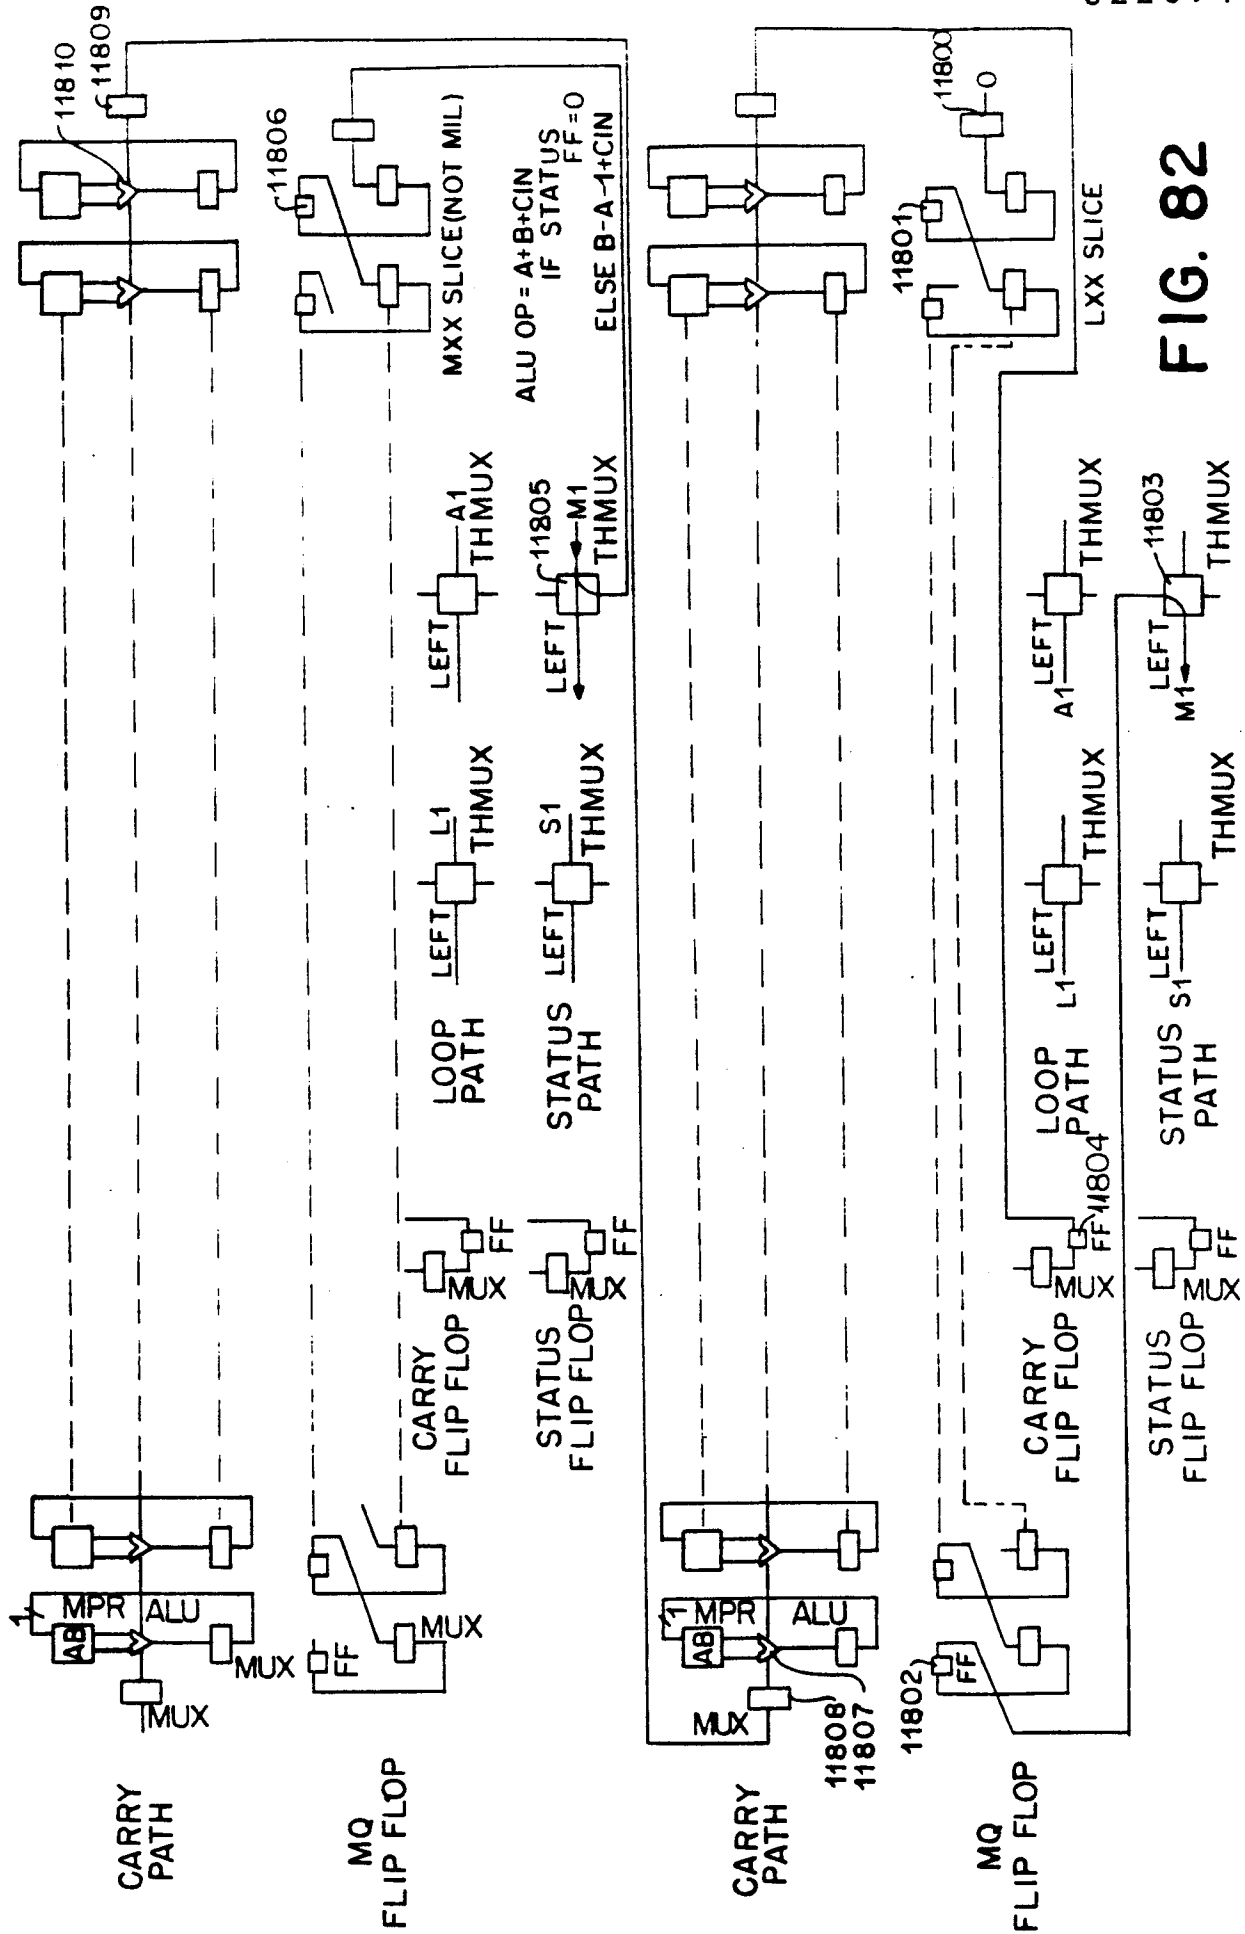 11810
11809
CARRY
PATH
1
AB
MPR
ALU
MUX
MUX
11806
MQ
FLIP FLOP
FF
MUX
MXX SLICE(NOT MIL)
CARRY
FLIP FLOP
MUX
FF
LOOP
PATH
LEFT
L1
THMUX
LEFT
A1
THMUX
ALU OP = A+B+CIN
IF STATUS
FF=0
ELSE B-A-1+CIN
STATUS
FLIP FLOP
MUX
FF
STATUS
PATH
LEFT
S1
THMUX
LEFT
11805
M1
THMUX
CARRY
PATH
MUX
1
AB
MPR
ALU
11808
11807
11800
0
11801
MQ
FLIP FLOP
11802
FF
LXX SLICE
CARRY
FLIP FLOP
MUX
FF
11804
LOOP
PATH
L1
LEFT
THMUX
A1
LEFT
THMUX
STATUS
FLIP FLOP
MUX
FF
STATUS
PATH
S1
LEFT
THMUX
M1
LEFT
11803
THMUX
FIG. 82